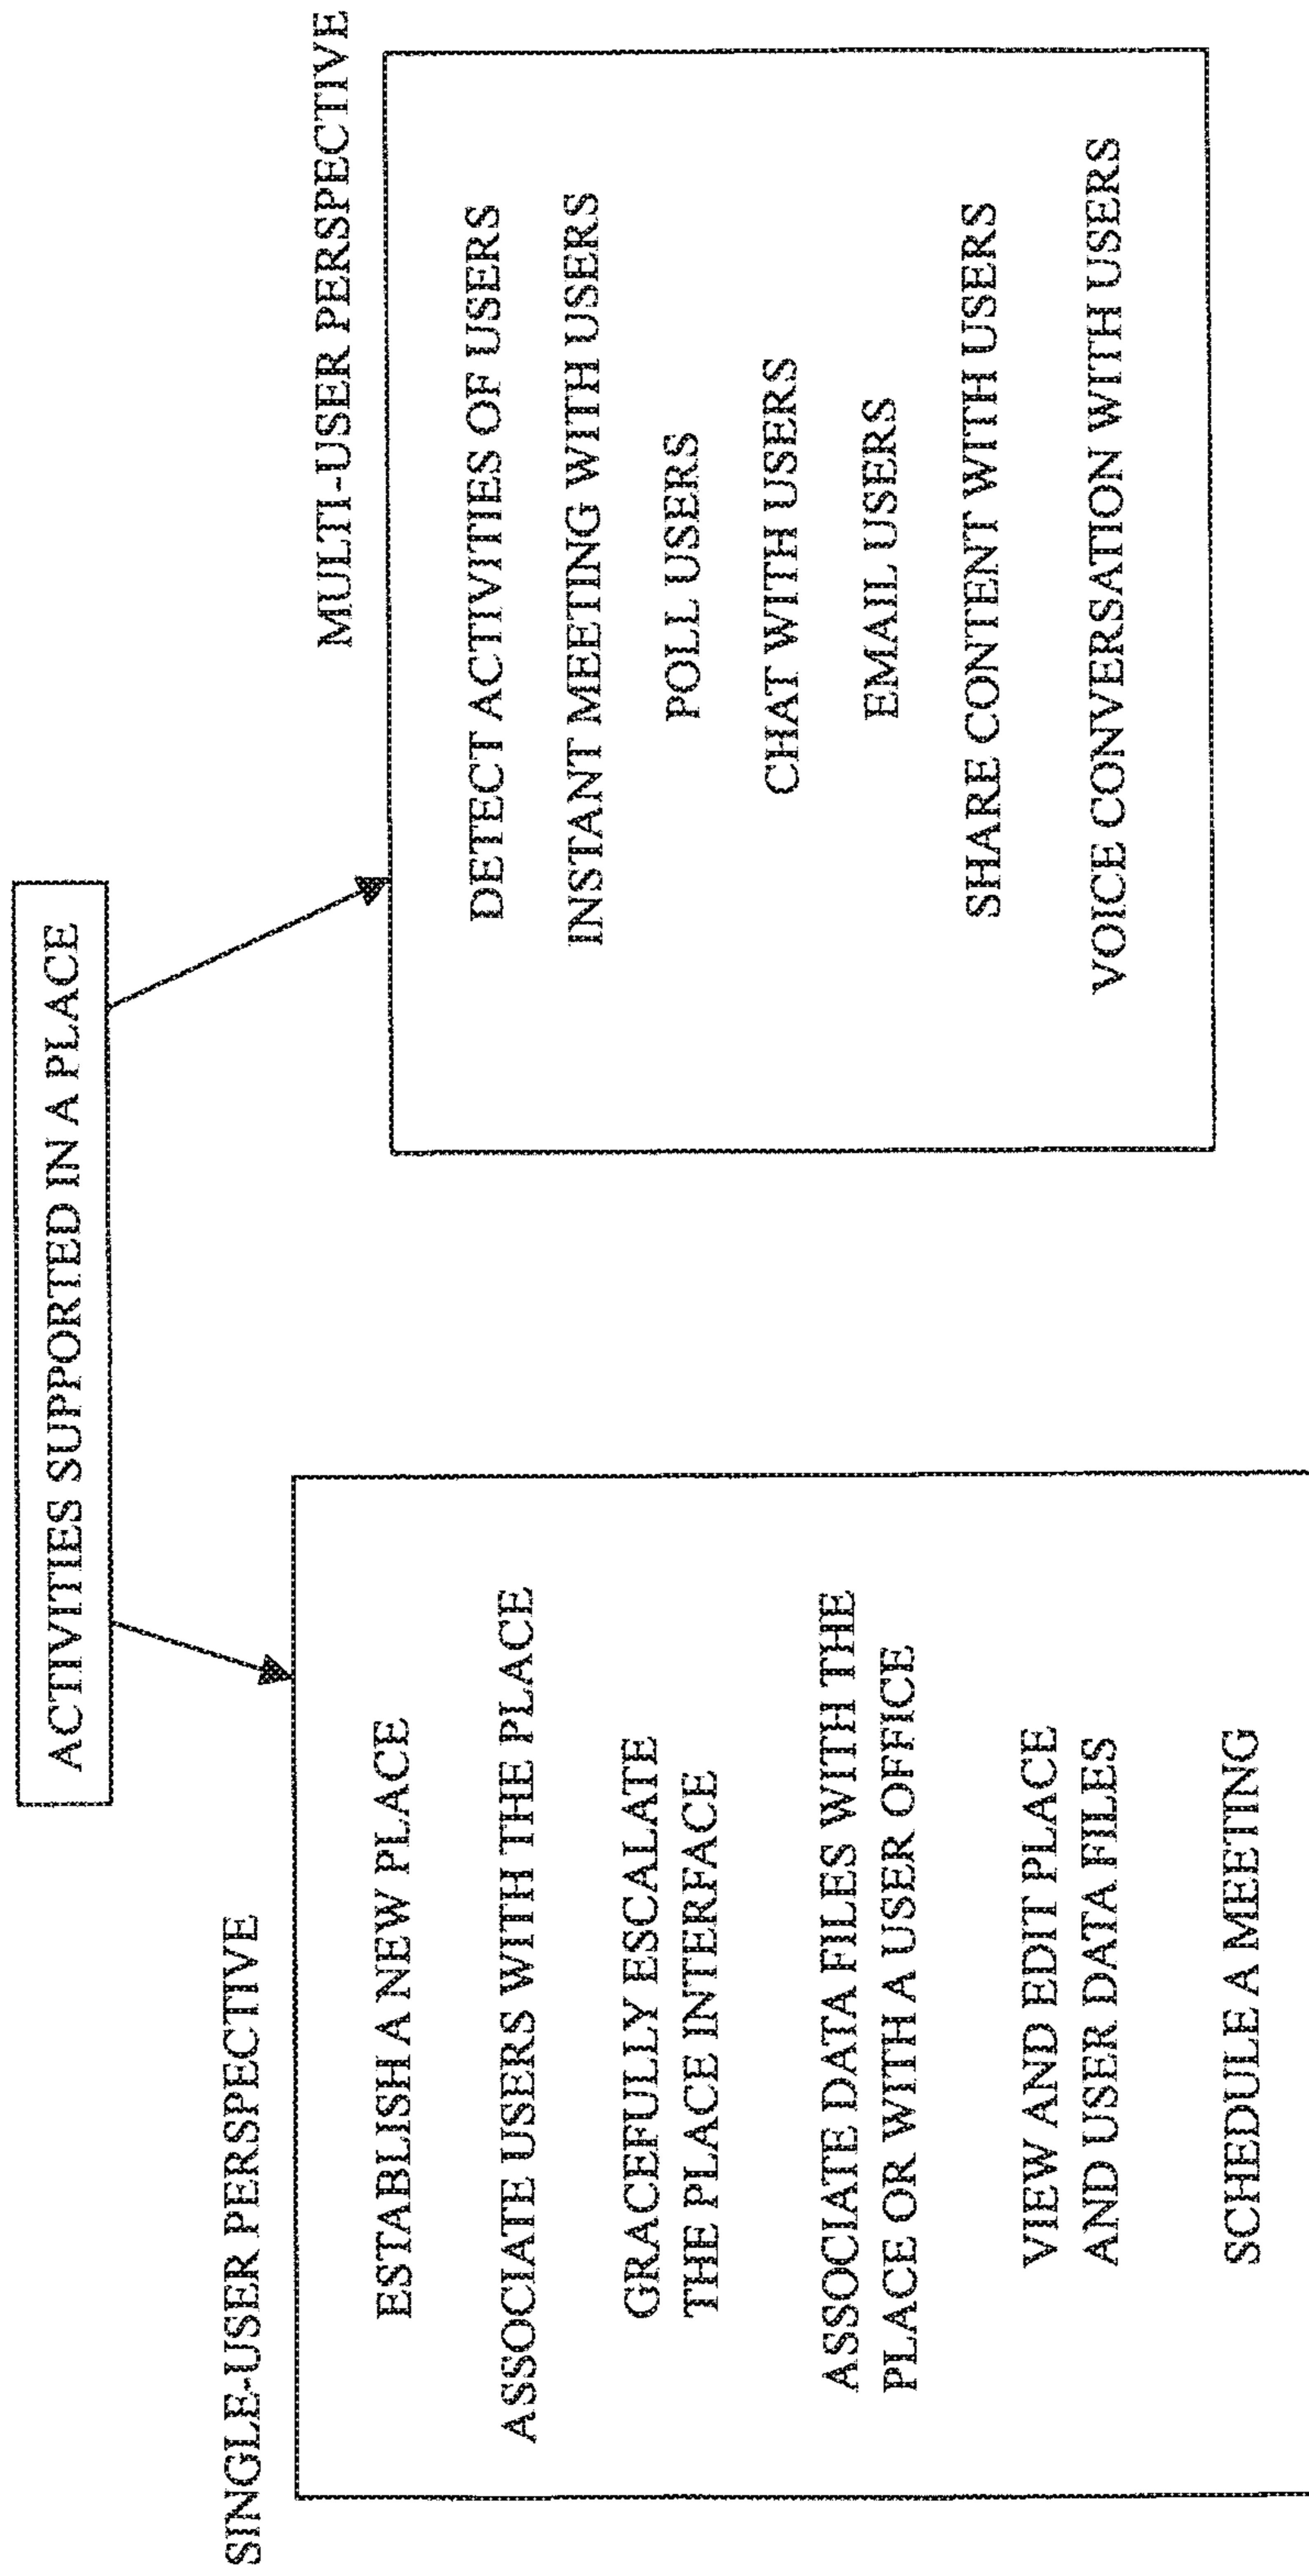 ACTIVITIES SUPPORTED IN A PLACE
SINGLE-USER PERSPECTIVE
ESTABLISH A NEW PLACE
ASSOCIATE USERS WITH THE PLACE
GRACEFULLY ESCALATE
THE PLACE INTERFACE
ASSOCIATE DATA FILES WITH THE
PLACE OR WITH A USER OFFICE
VIEW AND EDIT PLACE
AND USER DATA FILES
SCHEDULE A MEETING
MULTI-USER PERSPECTIVE
DETECT ACTIVITIES OF USERS
INSTANT MEETING WITH USERS
POLL USERS
CHAT WITH USERS
EMAIL USERS
SHARE CONTENT WITH USERS
VOICE CONVERSATION WITH USERS